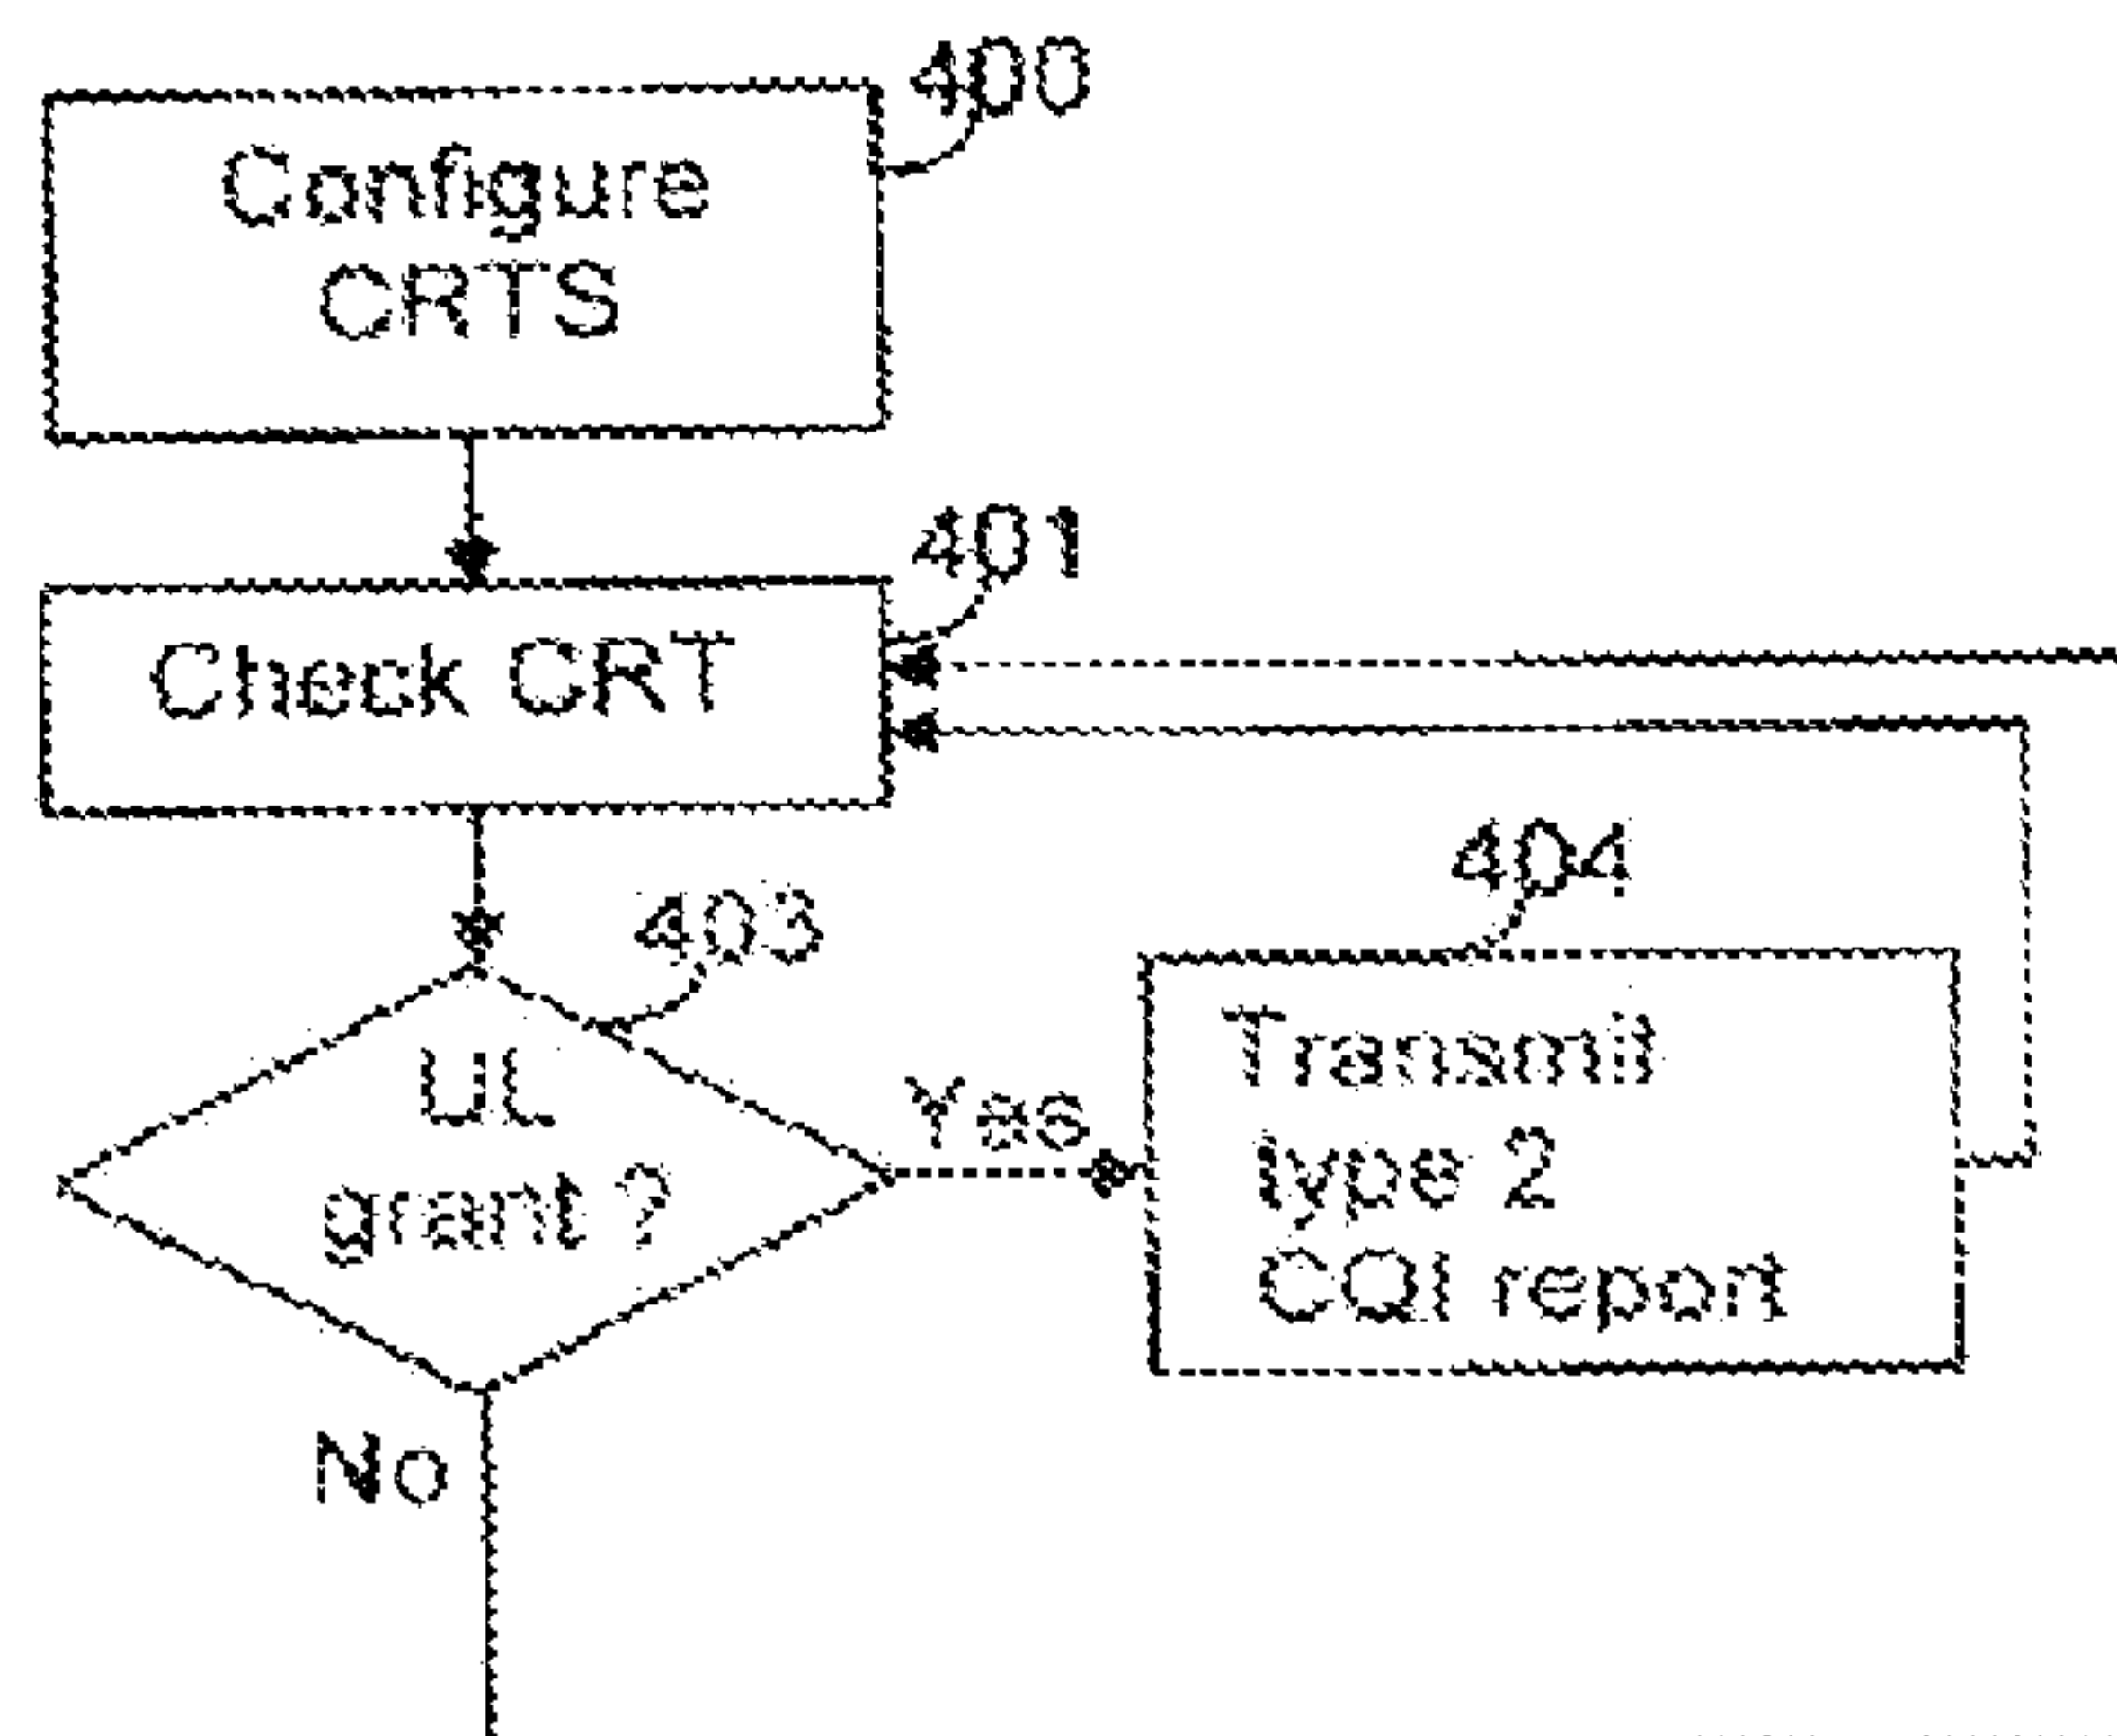 400
Configure
CRTS
401
Check CRT
403
404
UL
grant ?
Yes
Transmit
type 2
CQI report
No